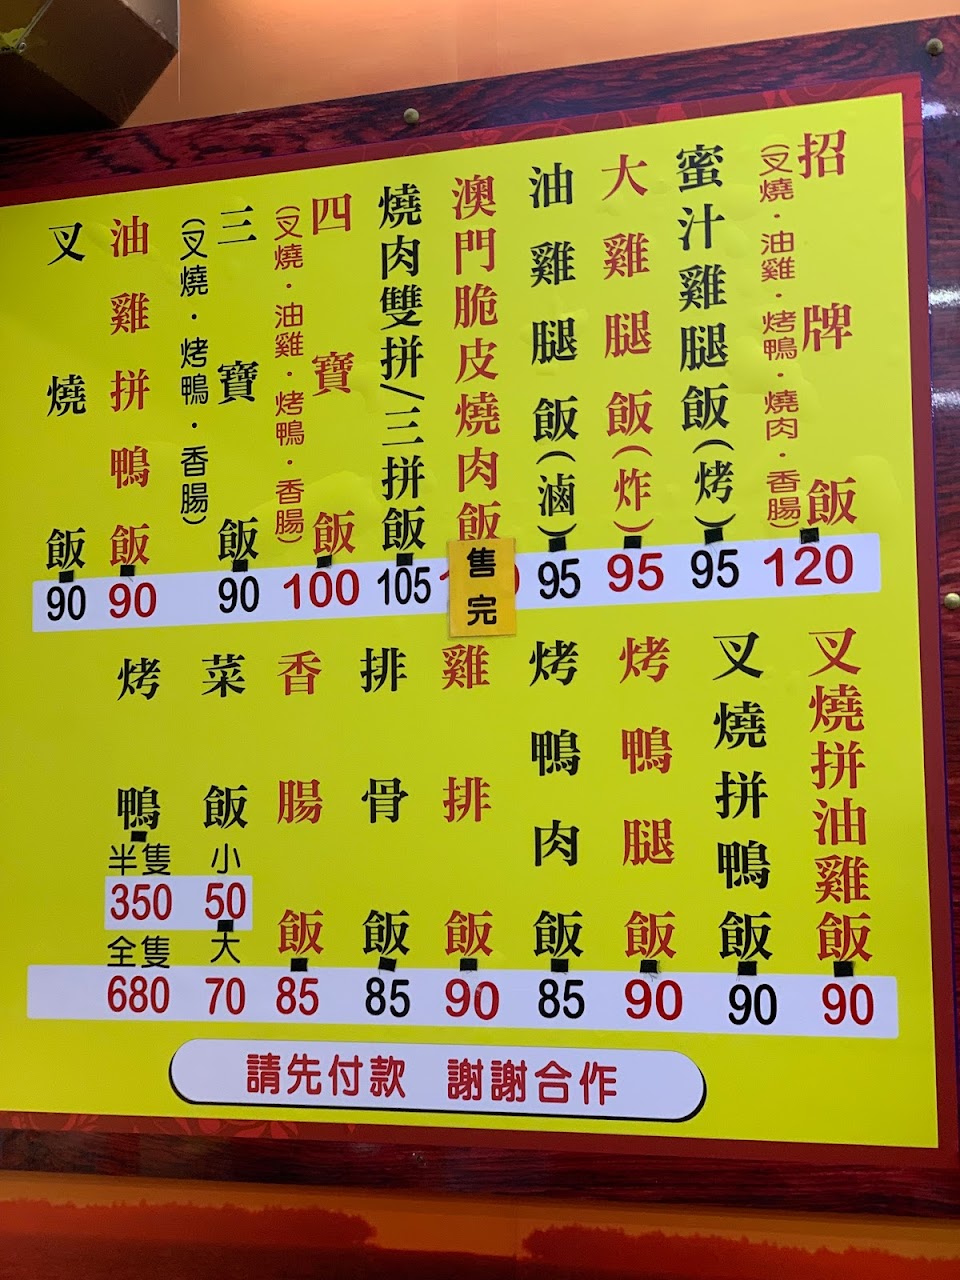 招牌飯
(叉燒·油雞·烤鴨·燒肉·香腸)
120
蜜汁雞腿飯(烤)
95
大雞腿飯(炸)
95
油雞腿飯(滷)
95
澳門脆皮燒肉飯
售完
燒肉雙拼/三拼飯
105
四寶飯
(叉燒·油雞·烤鴨·香腸)
100
三寶飯
(叉燒·烤鴨·香腸)
90
油雞拼鴨飯
90
叉燒飯
90
叉燒拼油雞飯
90
叉燒拼鴨飯
90
烤鴨腿飯
90
烤鴨肉飯
85
雞排飯
90
排骨飯
85
香腸飯
85
菜飯
小
50
大
70
烤鴨
半隻
350
全隻
680
請先付款 謝謝合作